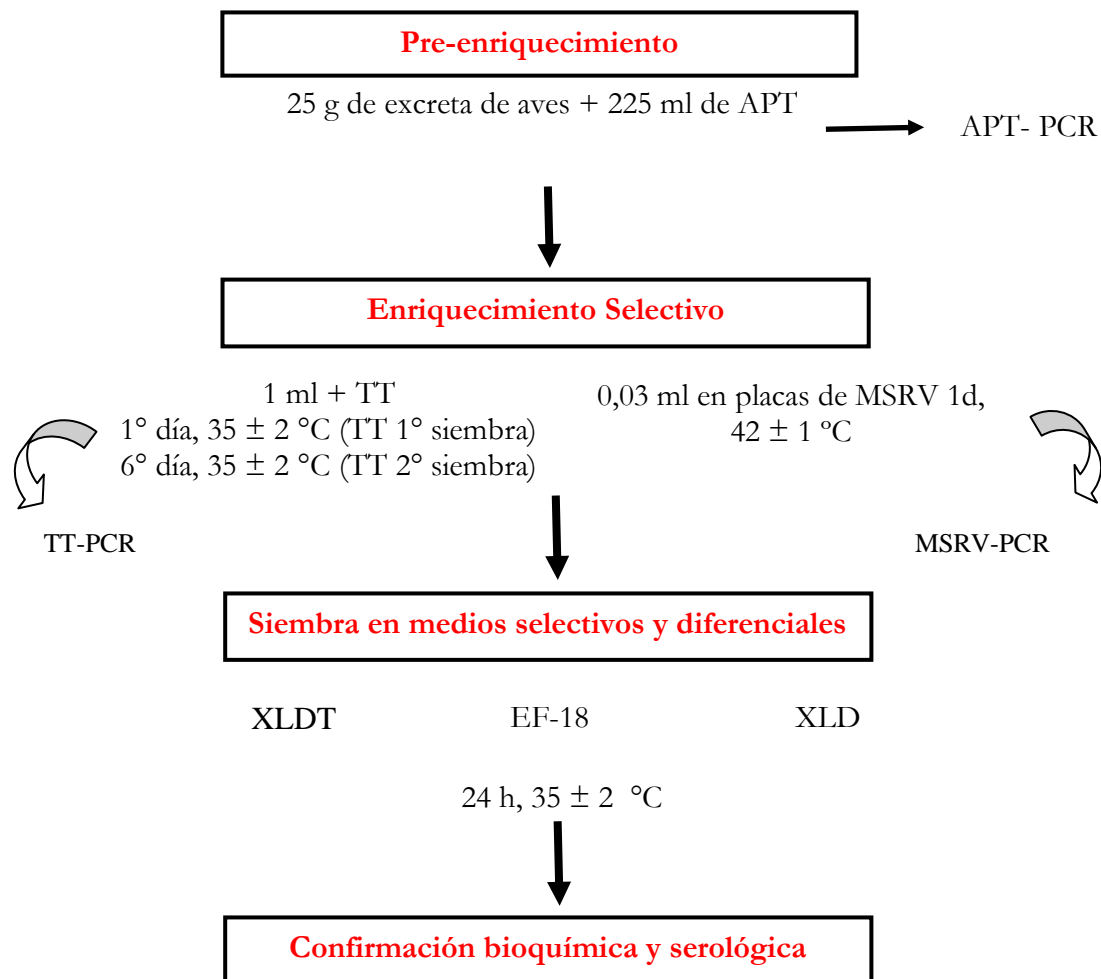 Pre-enriquecimiento
25 g de excreta de aves + 225 ml de APT
APT- PCR
Enriquecimiento Selectivo
1 ml + TT
1° día, 35 ± 2 °C (TT 1° siembra)
6° día, 35 ± 2 °C (TT 2° siembra)
0,03 ml en placas de MSRV 1d,
42 ± 1 ºC
TT-PCR
MSRV-PCR
Siembra en medios selectivos y diferenciales
XLDT EF-18 XLD
24 h, 35 ± 2 °C
Confirmación bioquímica y serológica